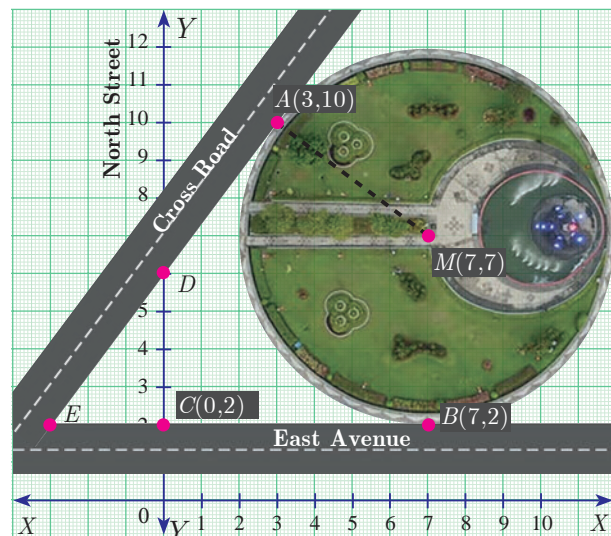 Y
12
11
10
9
8
5
4
3
2
North Street
Cross Road
A(3,10)
M(7,7)
D
E
C(0,2)
B(7,2)
East Avenue
X
0
Y
1
2
3
4
5
6
7
8
9
10
X